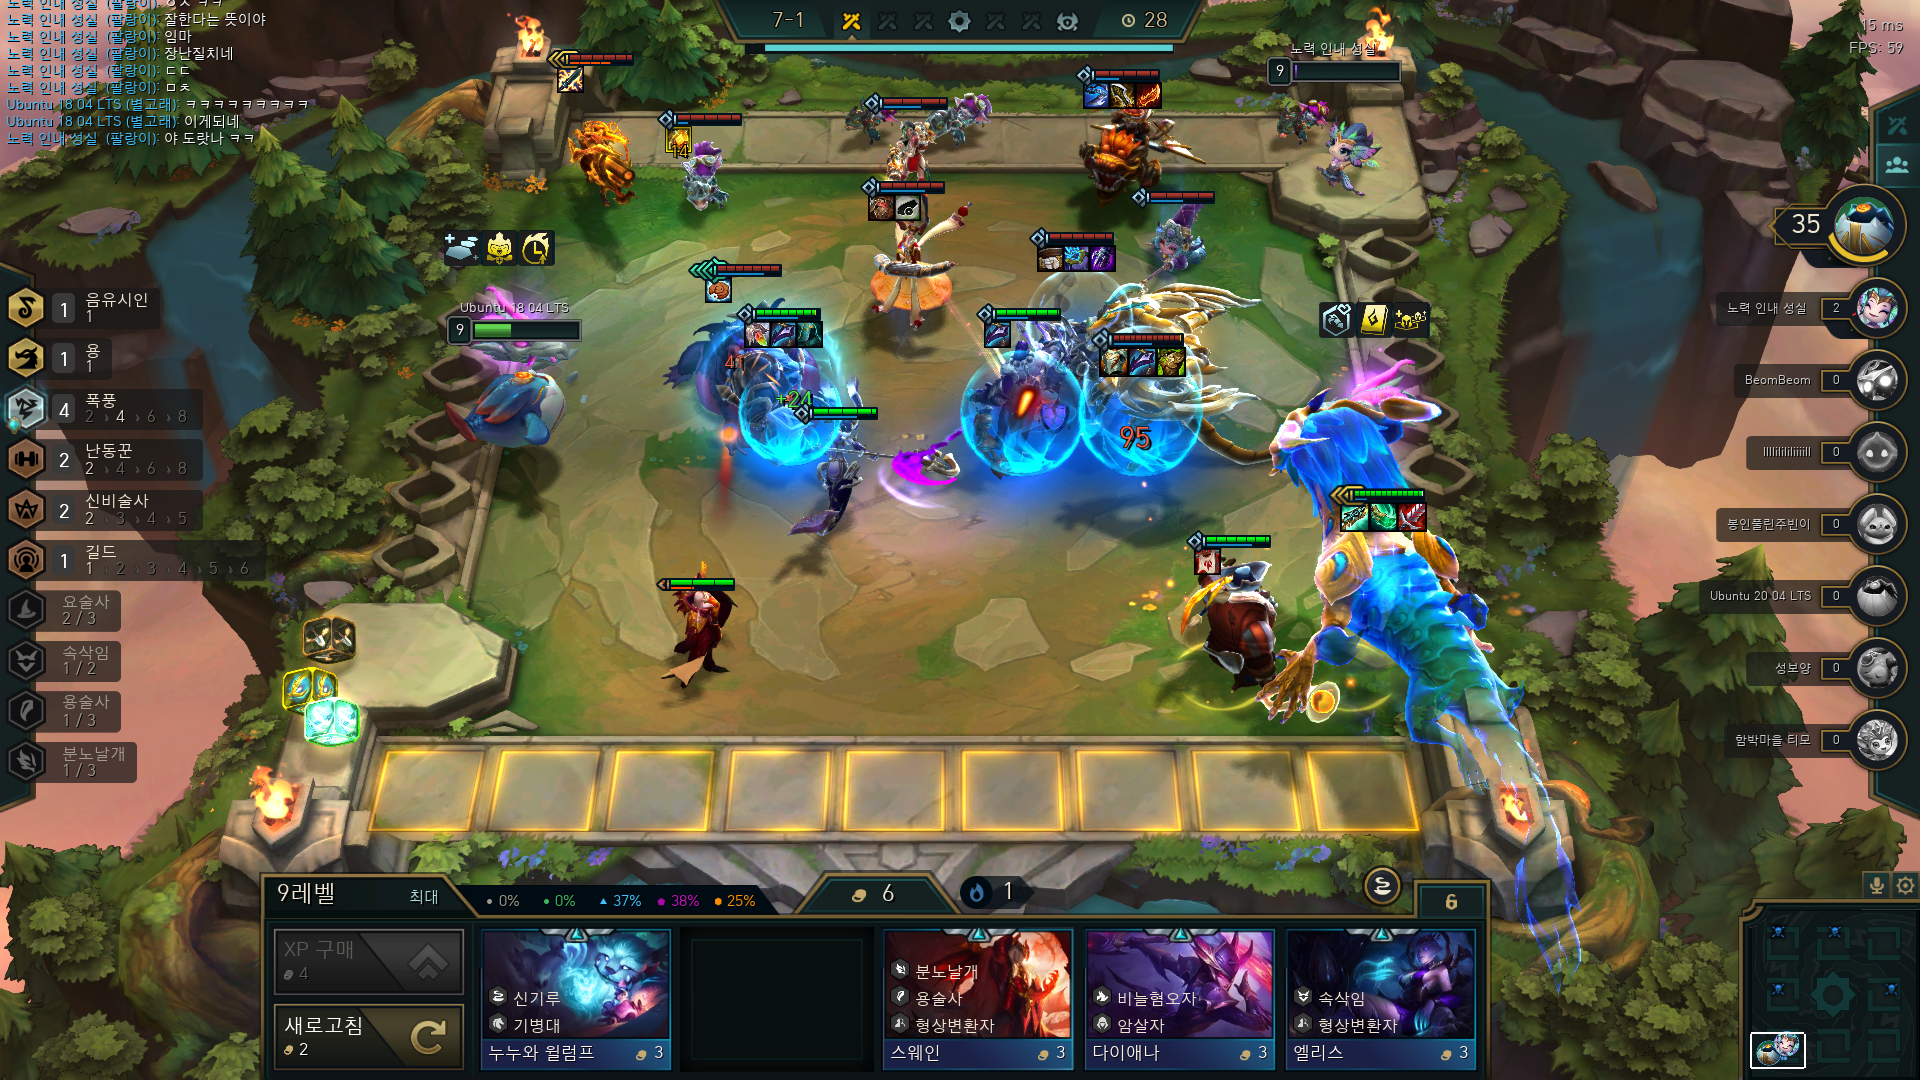 노력 인내 성실 (팔랑이): 잘한다는 뜻이야
노력 인내 성실 (팔랑이): 임마
노력 인내 성실 (팔랑이): 장난질치네
노력 인내 성실 (팔랑이): ㄷㄷ
노력 인내 성실 (팔랑이): ㅁㅊ
Ubuntu 18 04 LTS (별고래): ㅋㅋㅋㅋㅋㅋㅋㅋㅋ
Ubuntu 18 04 LTS (별고래): 이게되네
노력 인내 성실 (팔랑이): 야 도랏나 ㅋㅋ
7-1
28
15 ms
FPS: 59
노력 인내 성실
9
14
35
Ubuntu 18 04 LTS
9
41
+24
95
1 음유시인
1
1 용
1
4 폭풍
2 › 4 › 6 › 8
2 난동꾼
2 › 4 › 6 › 8
2 신비술사
2 › 3 › 4 › 5
1 길드
1 › 2 › 3 › 4 › 5 › 6
요술사
2 / 3
속삭임
1 / 2
용술사
1 / 3
분노날개
1 / 3
노력 인내 성실 2
BeomBeom 0
0
봉인풀린주빈이 0
Ubuntu 20 04 LTS 0
성보양 0
함박마을 티모 0
9레벨 최대
0% 0% 37% 38% 25%
6
1
6
XP 구매
4
새로고침
2
신기루
기병대
누누와 윌럼프 3
분노날개
용술사
형상변환자
스웨인 3
비늘혐오자
암살자
다이애나 3
속삭임
형상변환자
엘리스 3